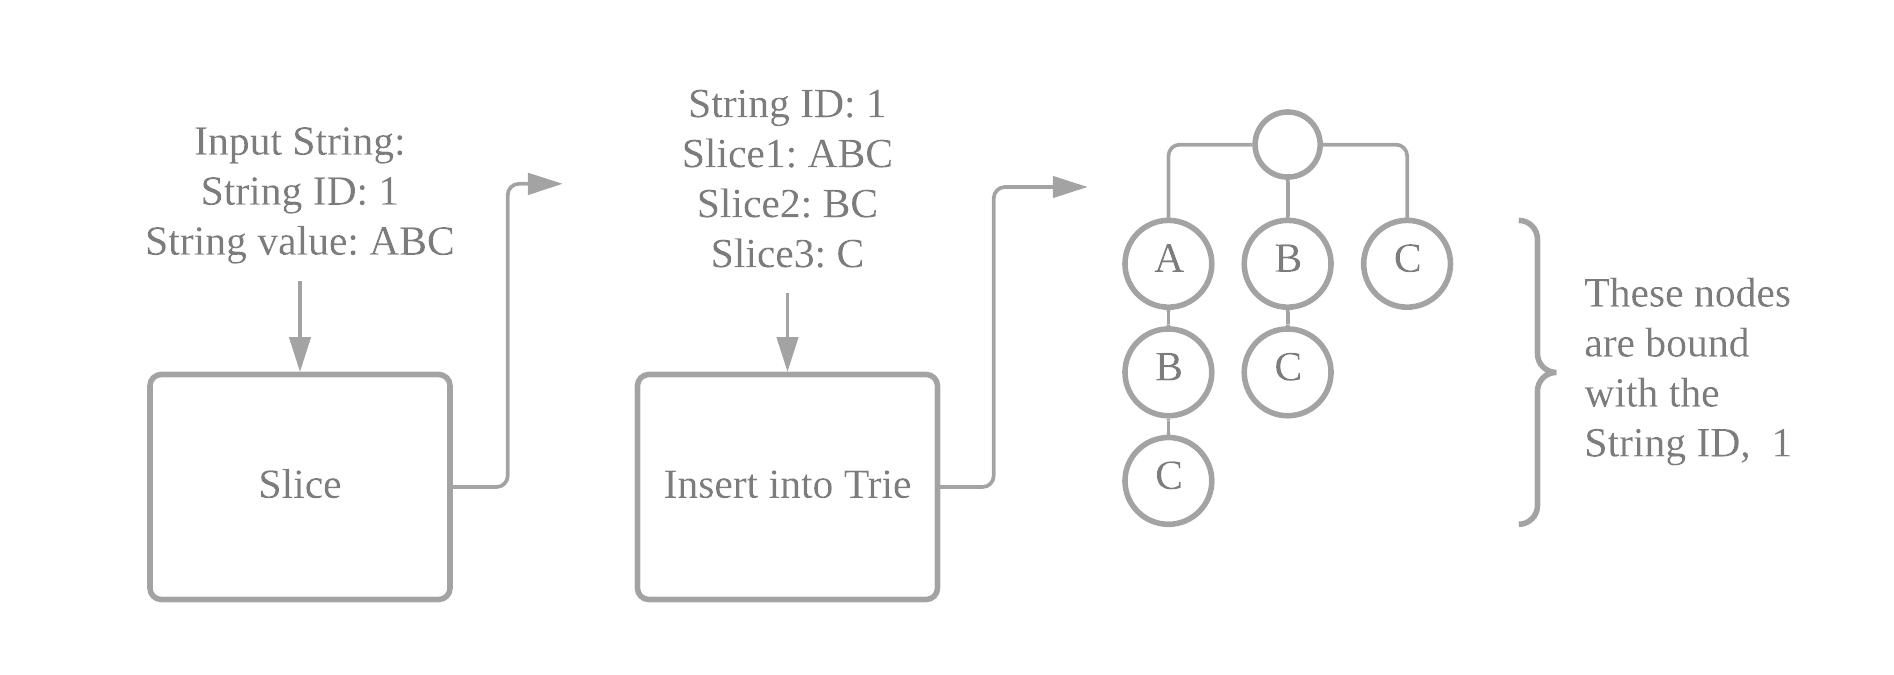 Input String:
String ID: 1
String value: ABC
Slice
String ID: 1
Slice1: ABC
Slice2: BC
Slice3: C
Insert into Trie
A
B
C
B
C
C
These nodes
are bound
with the
String ID,  1